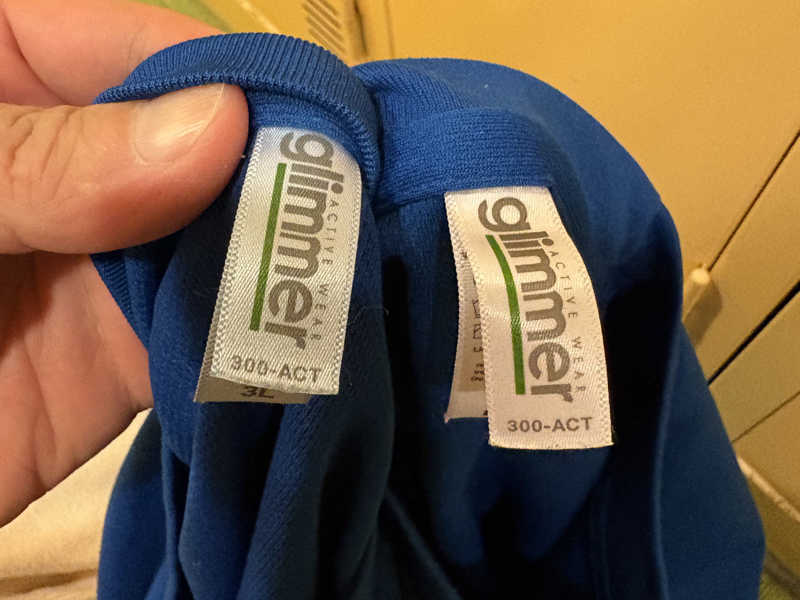 glimmer
ACTIVE WEAR
300-ACT
3L
glimmer
ACTIVE WEAR
300-ACT